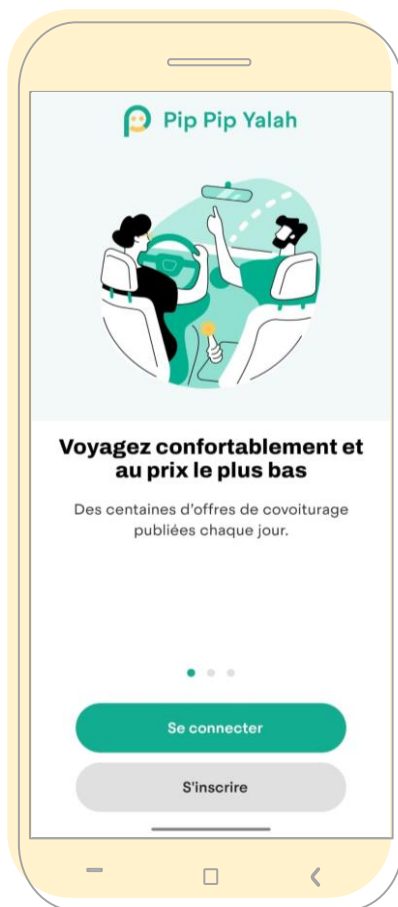 Pip Pip Yalah
Voyagez confortablement et
au prix le plus bas
Des centaines d'offres de covoiturage
publiées chaque jour.
Se connecter
S'inscrire